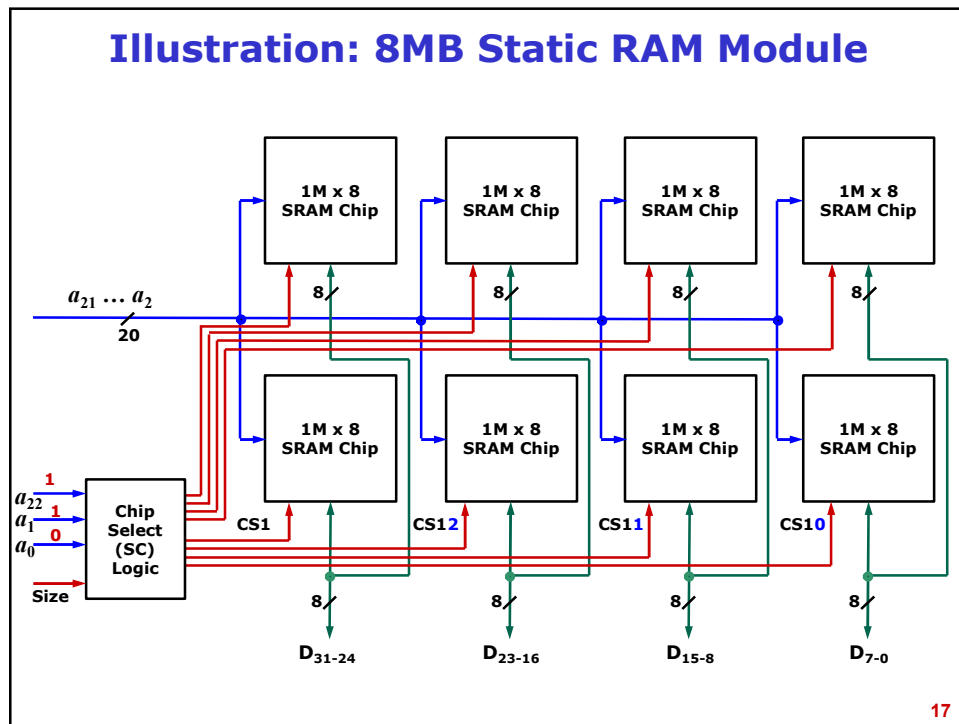 Illustration: 8MB Static RAM Module
1M x 8
SRAM Chip
1M x 8
SRAM Chip
1M x 8
SRAM Chip
1M x 8
SRAM Chip
a21 … a2
20
8
8
8
8
1M x 8
SRAM Chip
1M x 8
SRAM Chip
1M x 8
SRAM Chip
1M x 8
SRAM Chip
1
a22
1
a1
0
a0
Size
Chip
Select
(SC)
Logic
CS1
CS12
CS11
CS10
8
8
8
8
D31-24
D23-16
D15-8
D7-0
17